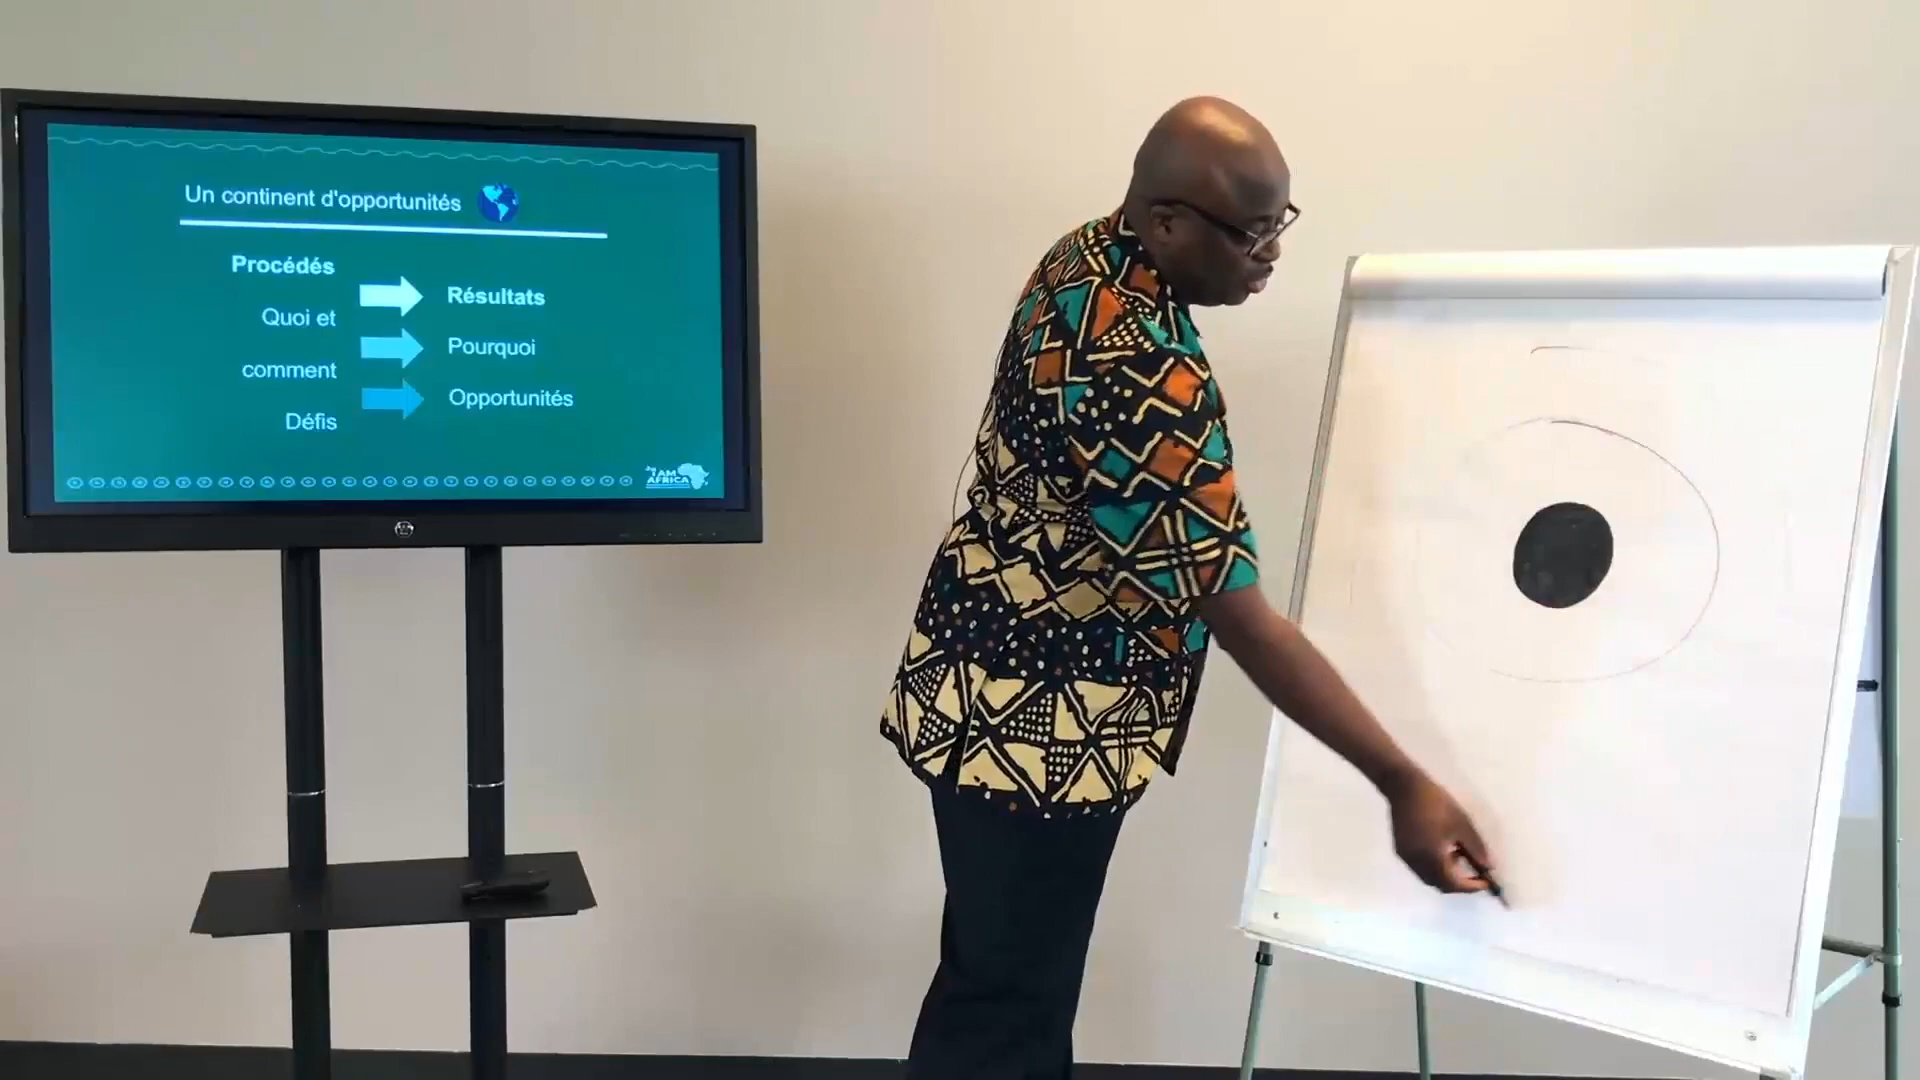 Un continent d'opportunités
Procédés
Quoi et
comment
Défis
Résultats
Pourquoi
Opportunités
I AM
AFRICA